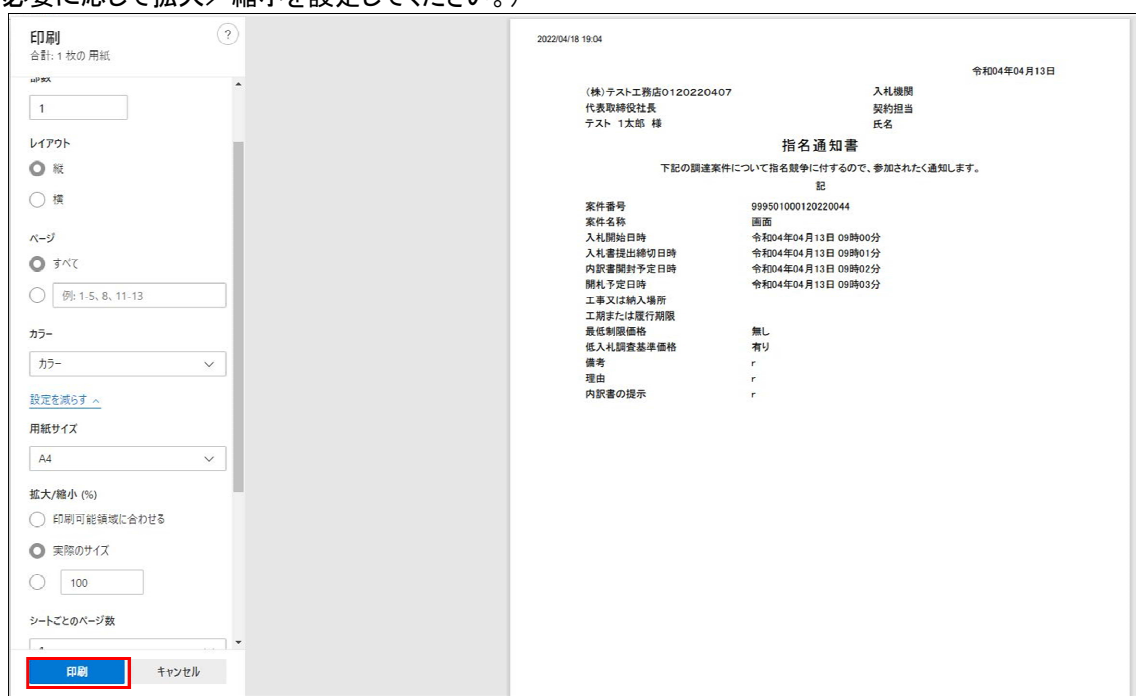 必要に応じて拡大／縮小を設定してください。）
印刷
?
合計: 1 枚の 用紙
部数
1
レイアウト
縦
横
ページ
すべて
例: 1-5、8、11-13
カラー
カラー
設定を減らす
用紙サイズ
A4
拡大/縮小 (%)
印刷可能領域に合わせる
実際のサイズ
100
シートごとのページ数
印刷 キャンセル
2022/04/18 19:04
令和04年04月13日
（株）テスト工務店0120220407 入札機関
代表取締役社長 契約担当
テスト 1太郎 様 氏名
指名通知書
下記の調達案件について指名競争に付するので、参加されたく通知します。
記
案件番号 999501000120220044
案件名称 画面
入札開始日時 令和04年04月13日 09時00分
入札書提出締切日時 令和04年04月13日 09時01分
内訳書開封予定日時 令和04年04月13日 09時02分
開札予定日時 令和04年04月13日 09時03分
工事又は納入場所
工期または履行期限
最低制限価格 無し
低入札調査基準価格 有り
備考 r
理由 r
内訳書の提示 r